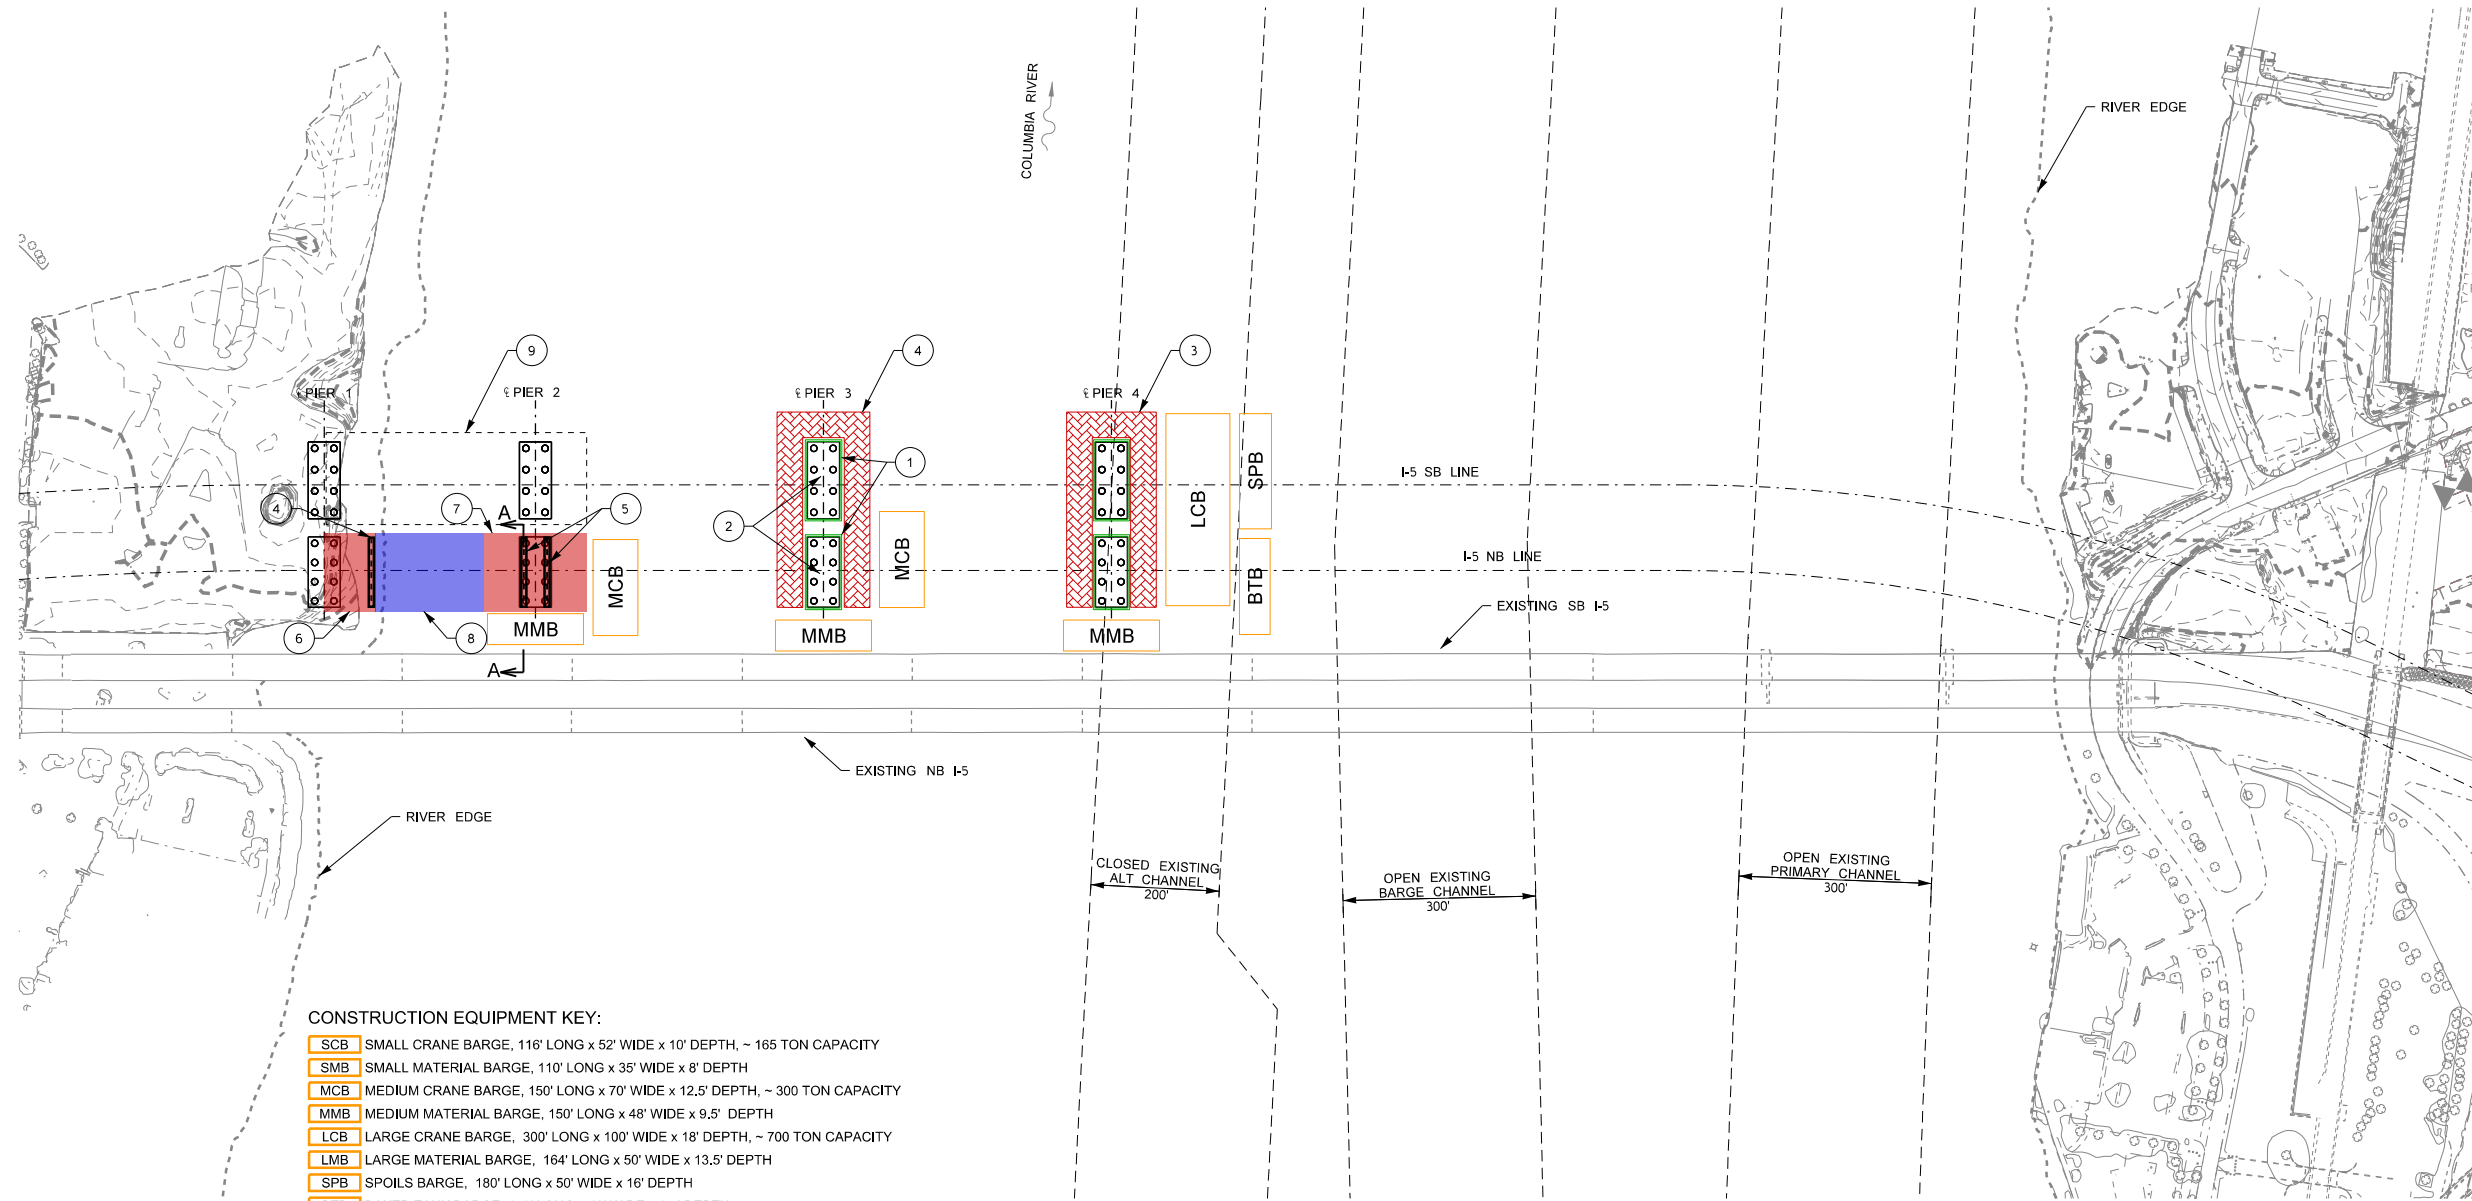 COLUMBIA RIVER
RIVER EDGE
9
4
3
℄ PIER 1
℄ PIER 2
℄ PIER 3
℄ PIER 4
1
I-5 SB LINE
SPB
LCB
4
7
A
5
2
MCB
MCB
I-5 NB LINE
BTB
EXISTING SB I-5
6
8
MMB
MMB
MMB
A
EXISTING NB I-5
RIVER EDGE
CLOSED EXISTING
ALT CHANNEL
200'
OPEN EXISTING
BARGE CHANNEL
300'
OPEN EXISTING
PRIMARY CHANNEL
300'
CONSTRUCTION EQUIPMENT KEY:
SCB SMALL CRANE BARGE, 116' LONG x 52' WIDE x 10' DEPTH, ~ 165 TON CAPACITY
SMB SMALL MATERIAL BARGE, 110' LONG x 35' WIDE x 8' DEPTH
MCB MEDIUM CRANE BARGE, 150' LONG x 70' WIDE x 12.5' DEPTH, ~ 300 TON CAPACITY
MMB MEDIUM MATERIAL BARGE, 150' LONG x 48' WIDE x 9.5' DEPTH
LCB LARGE CRANE BARGE, 300' LONG x 100' WIDE x 18' DEPTH, ~ 700 TON CAPACITY
LMB LARGE MATERIAL BARGE, 164' LONG x 50' WIDE x 13.5' DEPTH
SPB SPOILS BARGE, 180' LONG x 50' WIDE x 16' DEPTH